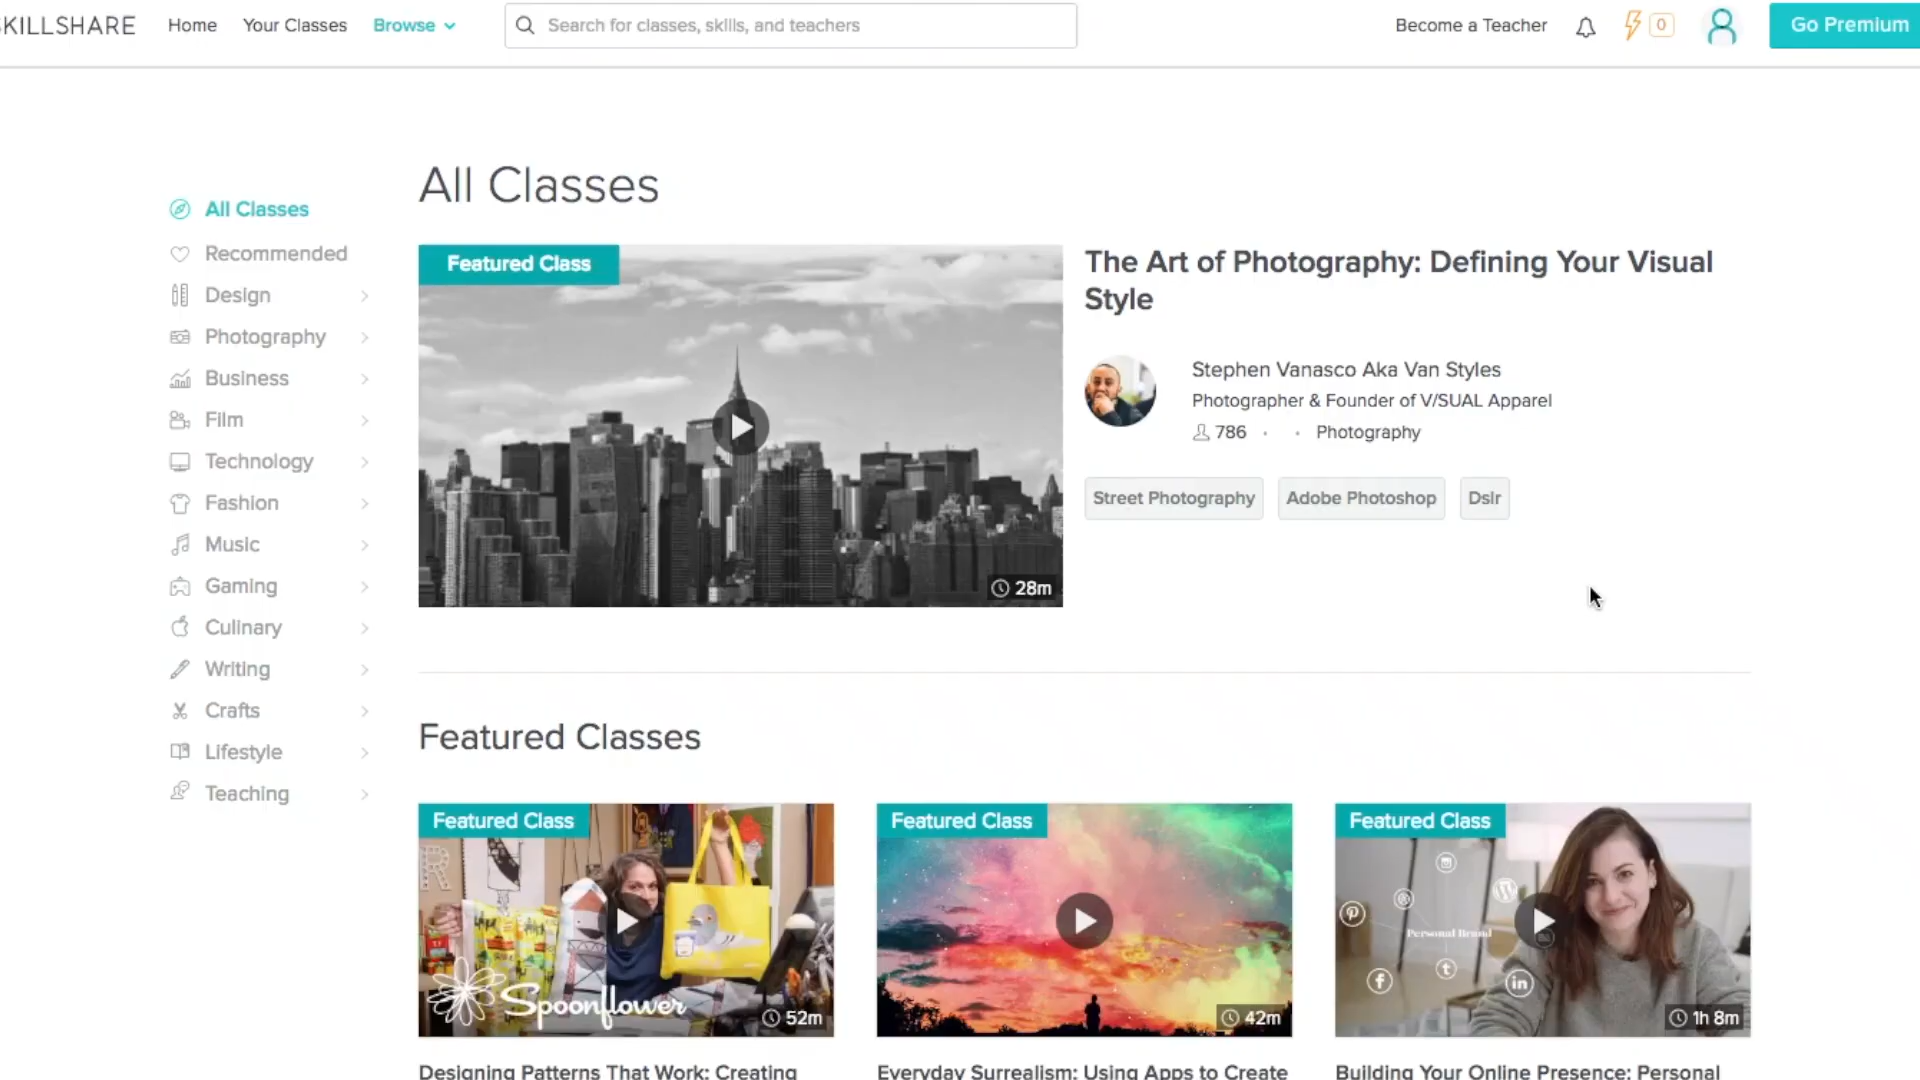 SKILLSHARE Home Your Classes Browse Search for classes, skills, and teachers Become a Teacher 0 Go Premium
All Classes
Recommended
Design
Photography
Business
Film
Technology
Fashion
Music
Gaming
Culinary
Writing
Crafts
Lifestyle
Teaching
All Classes
Featured Class
28m
The Art of Photography: Defining Your Visual
Style
Stephen Vanasco Aka Van Styles
Photographer & Founder of V/SUAL Apparel
786 · · Photography
Street Photography Adobe Photoshop Dslr
Featured Classes
Featured Class
R
Spoonflower
52m
Designing Patterns That Work: Creating
Featured Class
42m
Everyday Surrealism: Using Apps to Create
Featured Class
Personal Brand
1h 8m
Building Your Online Presence: Personal